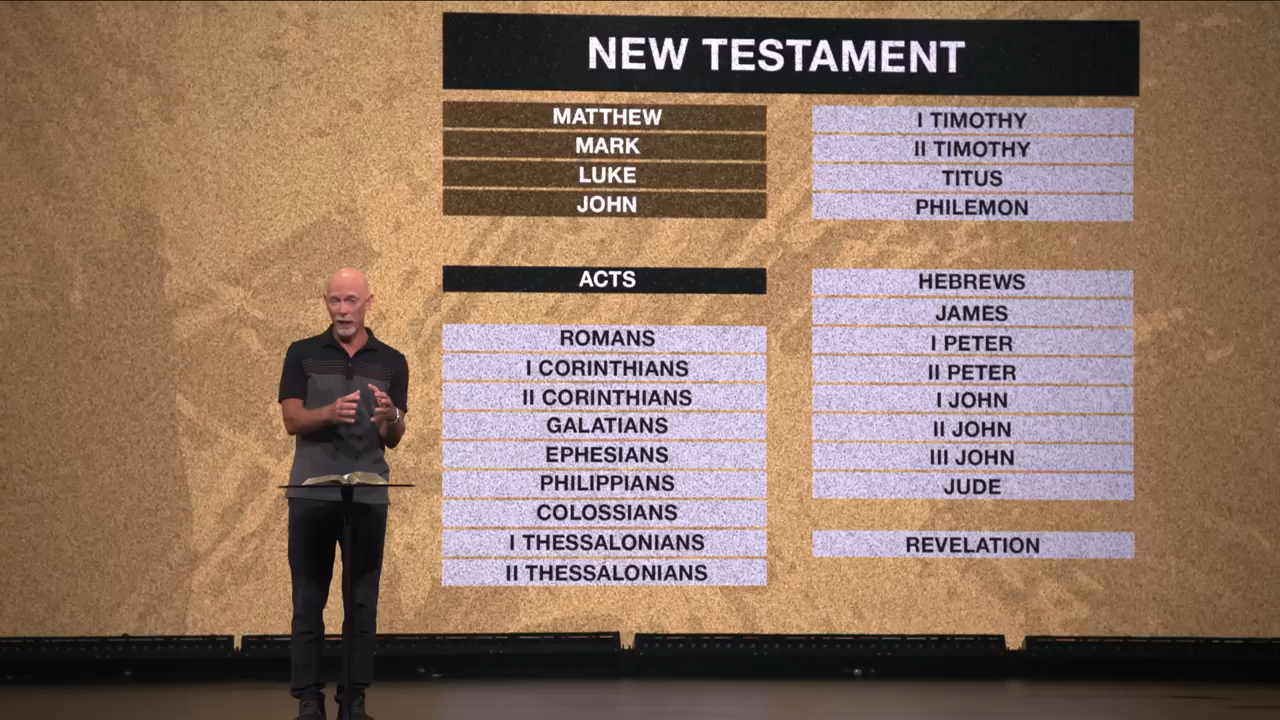 NEW TESTAMENT
MATTHEW
MARK
LUKE
JOHN
ACTS
ROMANS
I CORINTHIANS
II CORINTHIANS
GALATIANS
EPHESIANS
PHILIPPIANS
COLOSSIANS
I THESSALONIANS
II THESSALONIANS
I TIMOTHY
II TIMOTHY
TITUS
PHILEMON
HEBREWS
JAMES
I PETER
II PETER
I JOHN
II JOHN
III JOHN
JUDE
REVELATION